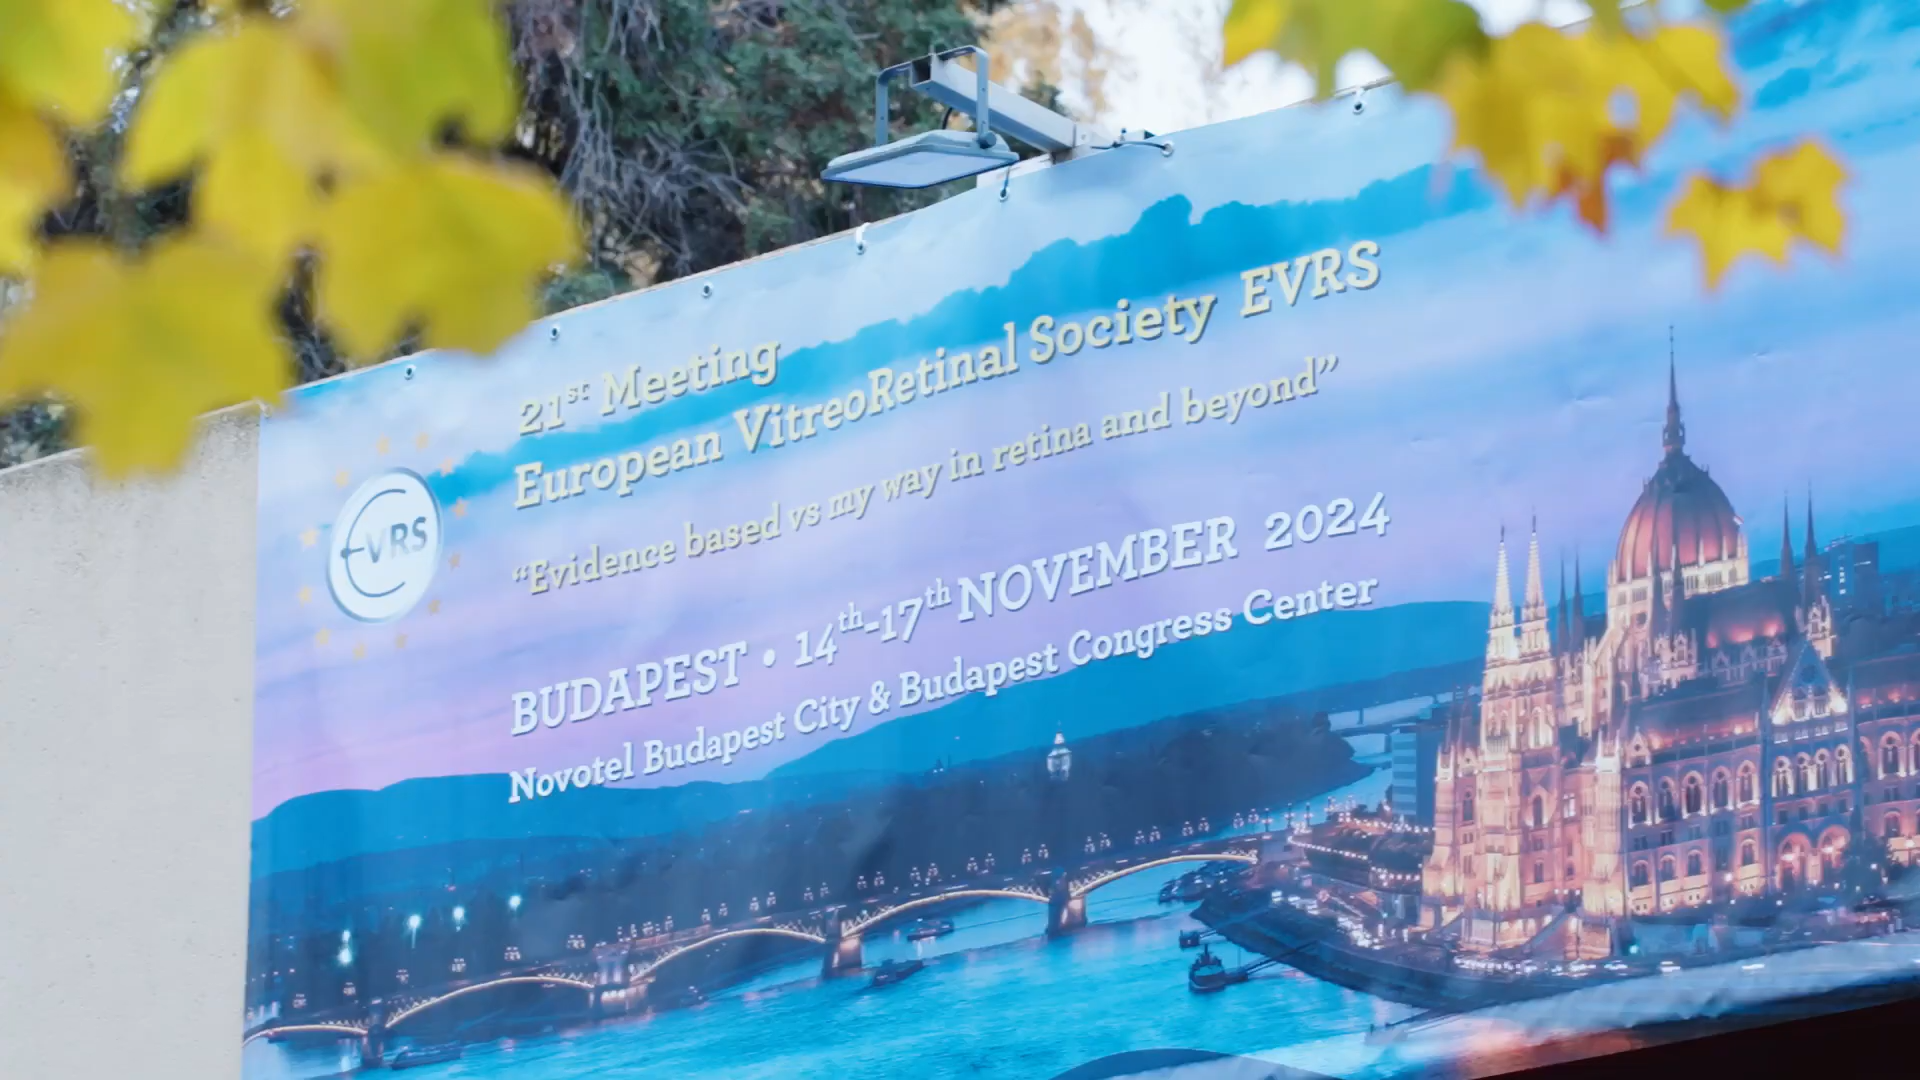 21st Meeting
European VitreoRetinal Society EVRS
“Evidence based vs my way in retina and beyond”
BUDAPEST • 14th-17th NOVEMBER 2024
Novotel Budapest City & Budapest Congress Center
EVRS